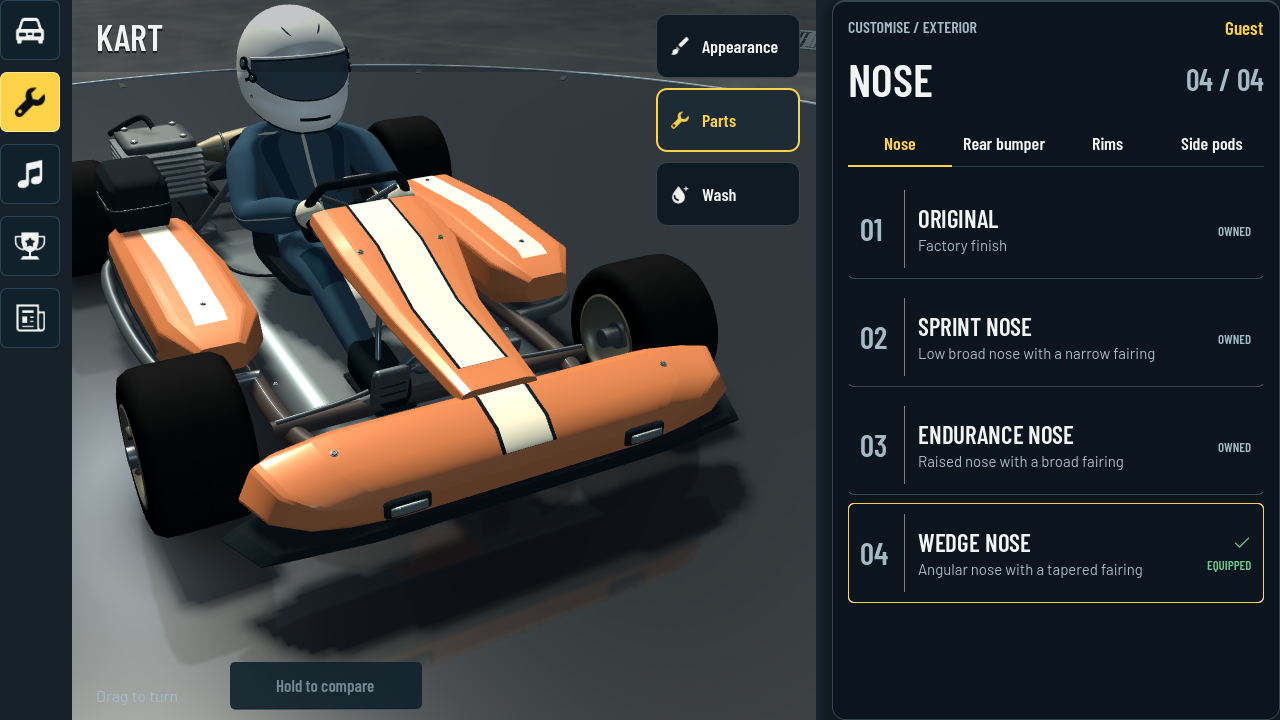 KART
Appearance
Parts
Wash
Drag to turn
Hold to compare
CUSTOMISE / EXTERIOR
Guest
NOSE
04 / 04
Nose
Rear bumper
Rims
Side pods
01
ORIGINAL
Factory finish
OWNED
02
SPRINT NOSE
Low broad nose with a narrow fairing
OWNED
03
ENDURANCE NOSE
Raised nose with a broad fairing
OWNED
04
WEDGE NOSE
Angular nose with a tapered fairing
EQUIPPED